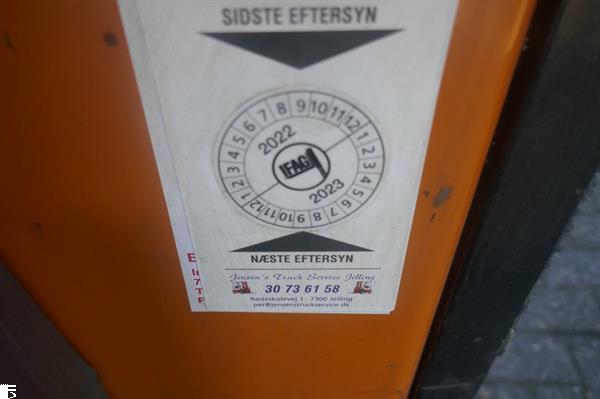 SIDSTE EFTERSYN
1 2 3 4 5 6 7 8 9 10 11 12
2022
IFAG
2023
1 2 3 4 5 6 7 8 9 10 11 12
NÆSTE EFTERSYN
Jensen's Truck Service Jelling
30 73 61 58
Rødeskolevej 1 - 7300 Jelling
per@jensenstruckservice.dk